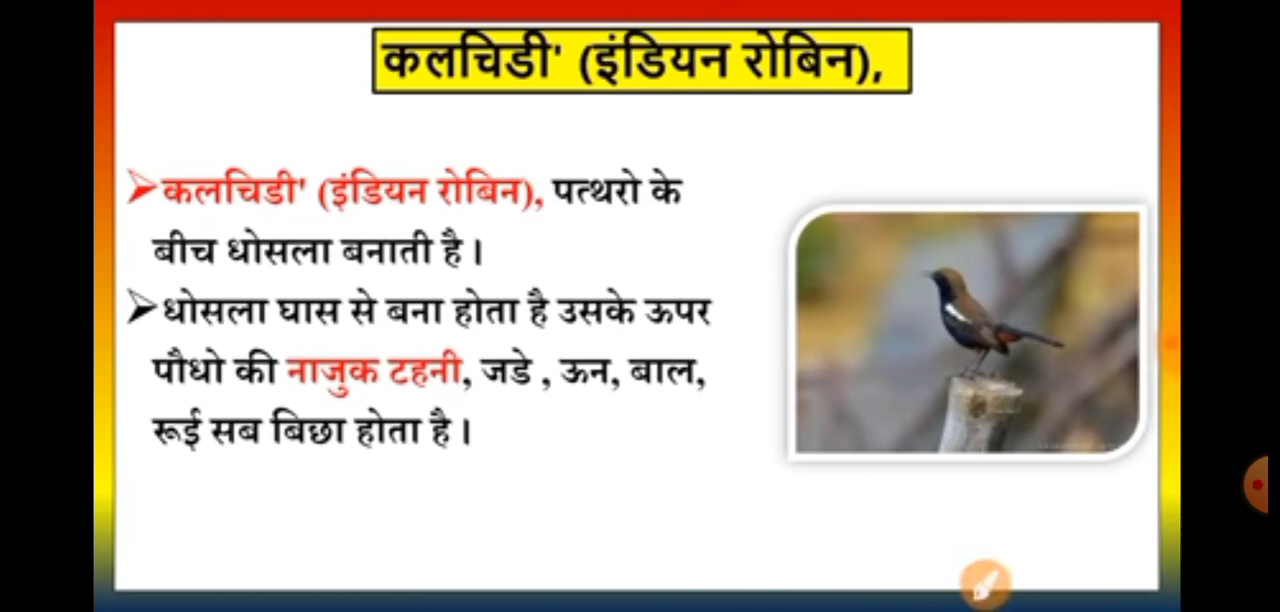 कलचिडी' (इंडियन रोबिन),
➢कलचिडी' (इंडियन रोबिन), पत्थरो के
बीच धोसला बनाती है।
➢धोसला घास से बना होता है उसके ऊपर
पौधो की नाजुक टहनी, जडे , ऊन, बाल,
रूई सब बिछा होता है।